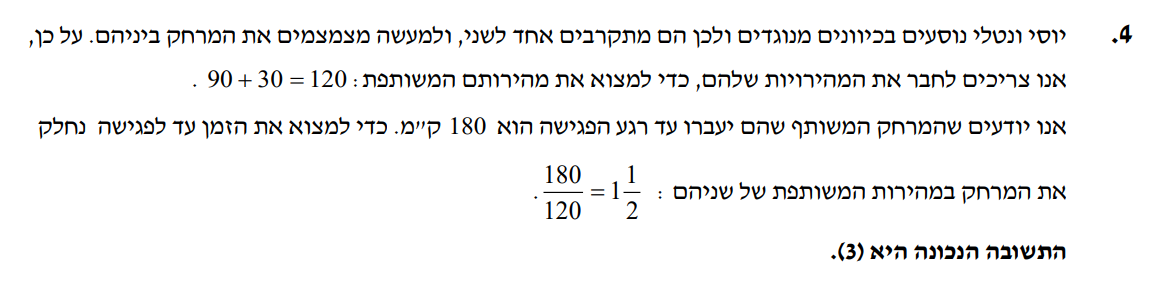 4. יוסי ונטלי נוסעים בכיוונים מנוגדים ולכן הם מתקרבים אחד לשני, ולמעשה מצמצמים את המרחק ביניהם. על כן,
אנו צריכים לחבר את המהירויות שלהם, כדי למצוא את מהירותם המשותפת: 90 + 30 = 120 .
אנו יודעים שהמרחק המשותף שהם יעברו עד רגע הפגישה הוא 180 ק״מ. כדי למצוא את הזמן עד לפגישה נחלק
את המרחק במהירות המשותפת של שניהם : 180/120 = 1 1/2 .
התשובה הנכונה היא (3).